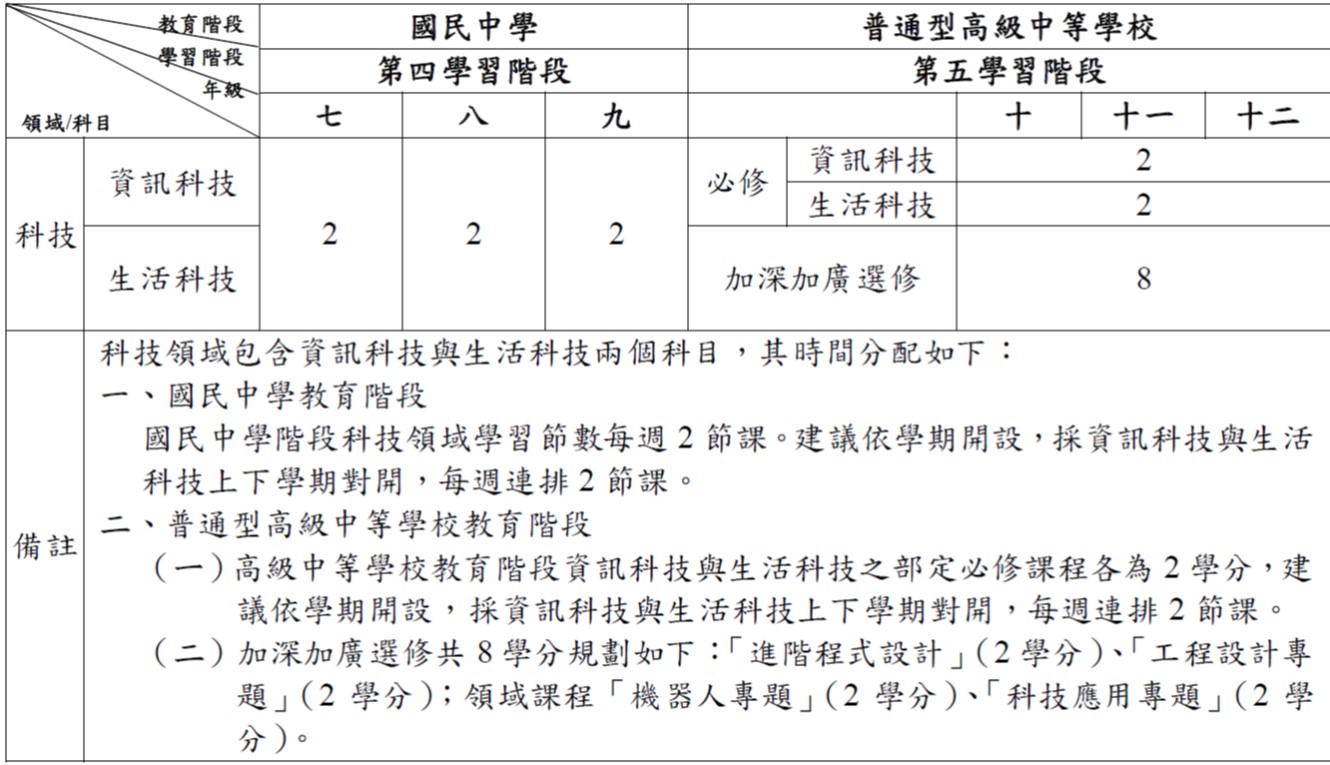 教育階段
國民中學
普通型高級中等學校
學習階段
第四學習階段
第五學習階段
年級
領域/科目
七
八
九
十
十一
十二
科技
資訊科技
生活科技
2
2
2
必修
資訊科技
2
生活科技
2
加深加廣選修
8
備註
科技領域包含資訊科技與生活科技兩個科目，其時間分配如下：
一、國民中學教育階段
國民中學階段科技領域學習節數每週 2 節課。建議依學期開設，採資訊科技與生活
科技上下學期對開，每週連排 2 節課。
二、普通型高級中等學校教育階段
（一）高級中等學校教育階段資訊科技與生活科技之部定必修課程各為 2 學分，建
議依學期開設，採資訊科技與生活科技上下學期對開，每週連排 2 節課。
（二）加深加廣選修共 8 學分規劃如下：「進階程式設計」（2 學分）、「工程設計專
題」（2 學分）；領域課程「機器人專題」（2 學分）、「科技應用專題」（2 學
分）。